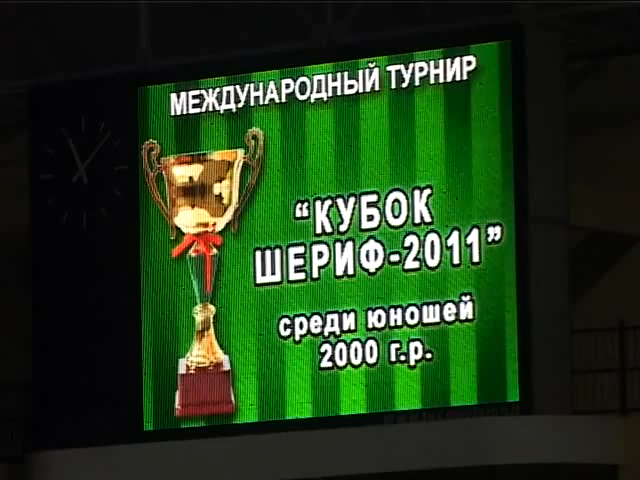 МЕЖДУНАРОДНЫЙ ТУРНИР
“КУБОК
ШЕРИФ-2011”
среди юношей
2000 г.р.